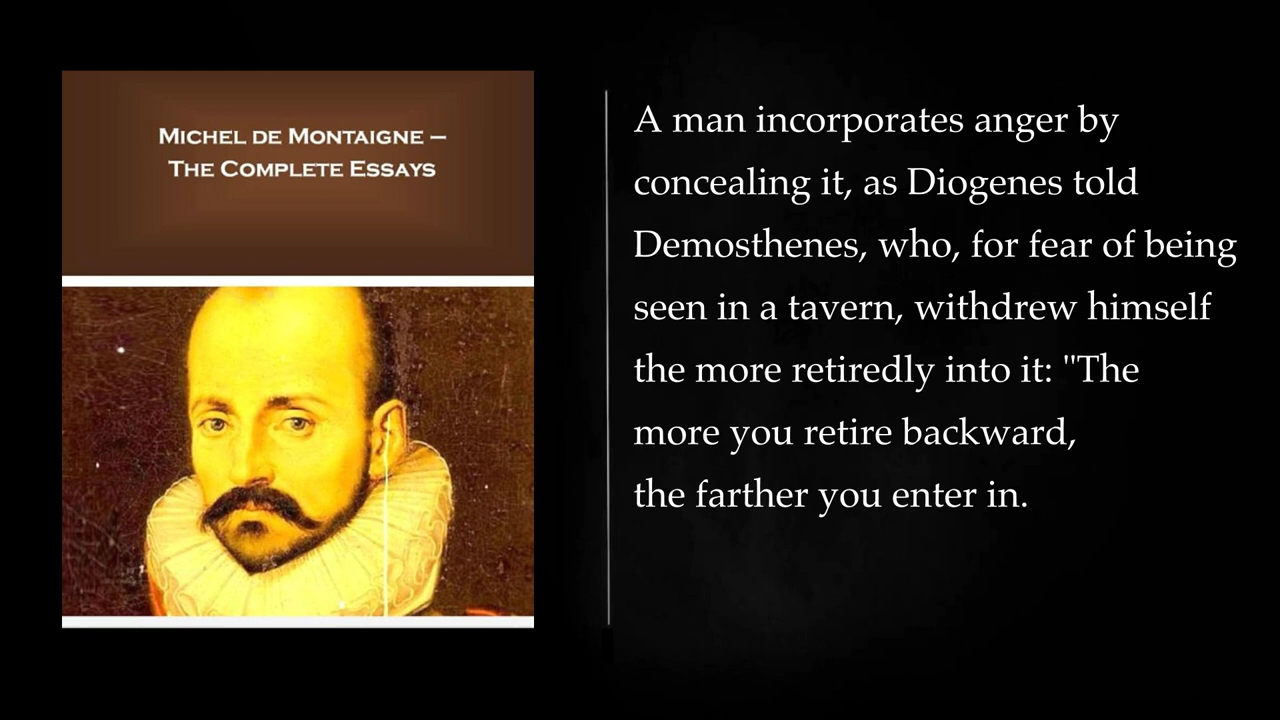 Michel de Montaigne –
The Complete Essays
A man incorporates anger by
concealing it, as Diogenes told
Demosthenes, who, for fear of being
seen in a tavern, withdrew himself
the more retiredly into it: "The
more you retire backward,
the farther you enter in.